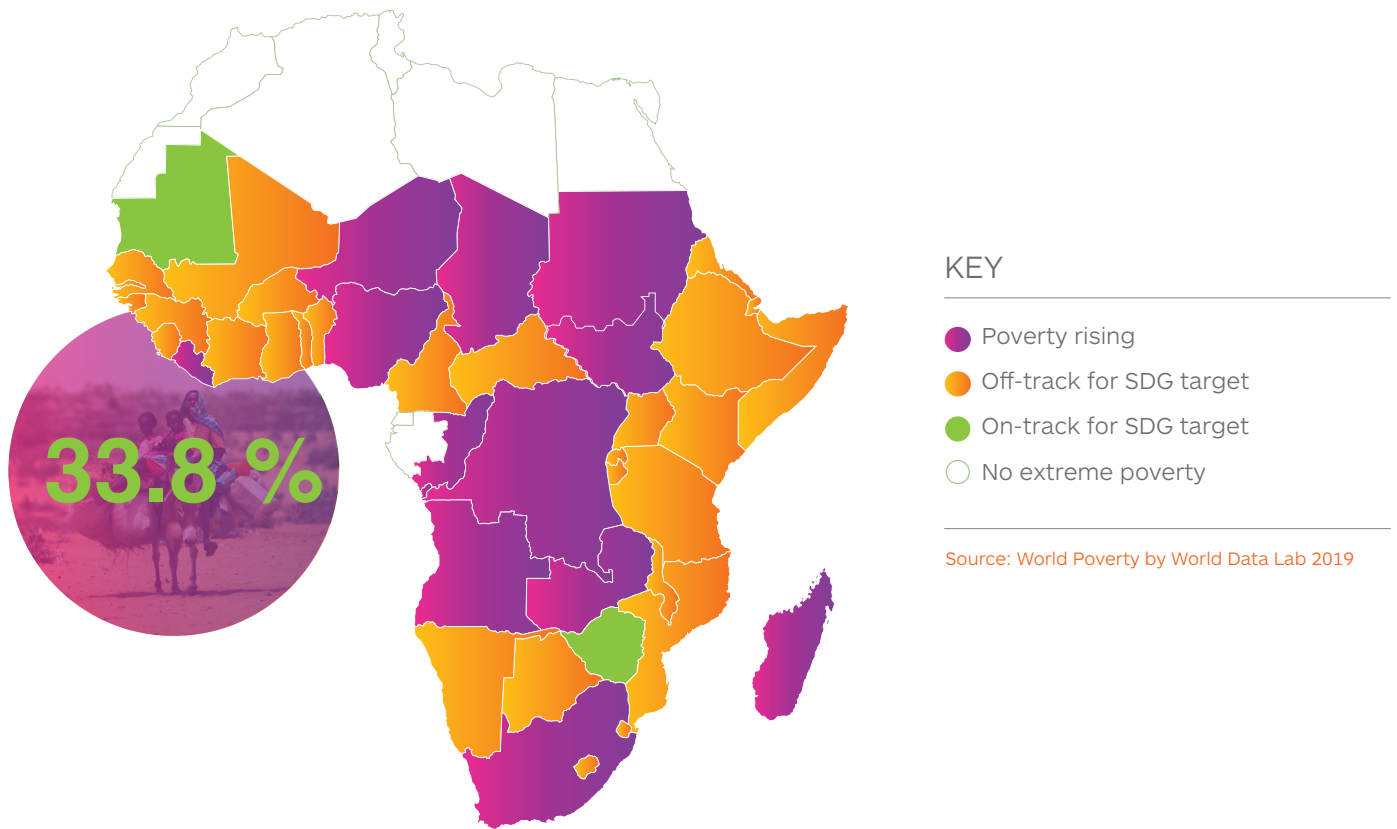 33.8 %
KEY
Poverty rising
Off-track for SDG target
On-track for SDG target
No extreme poverty
Source: World Poverty by World Data Lab 2019